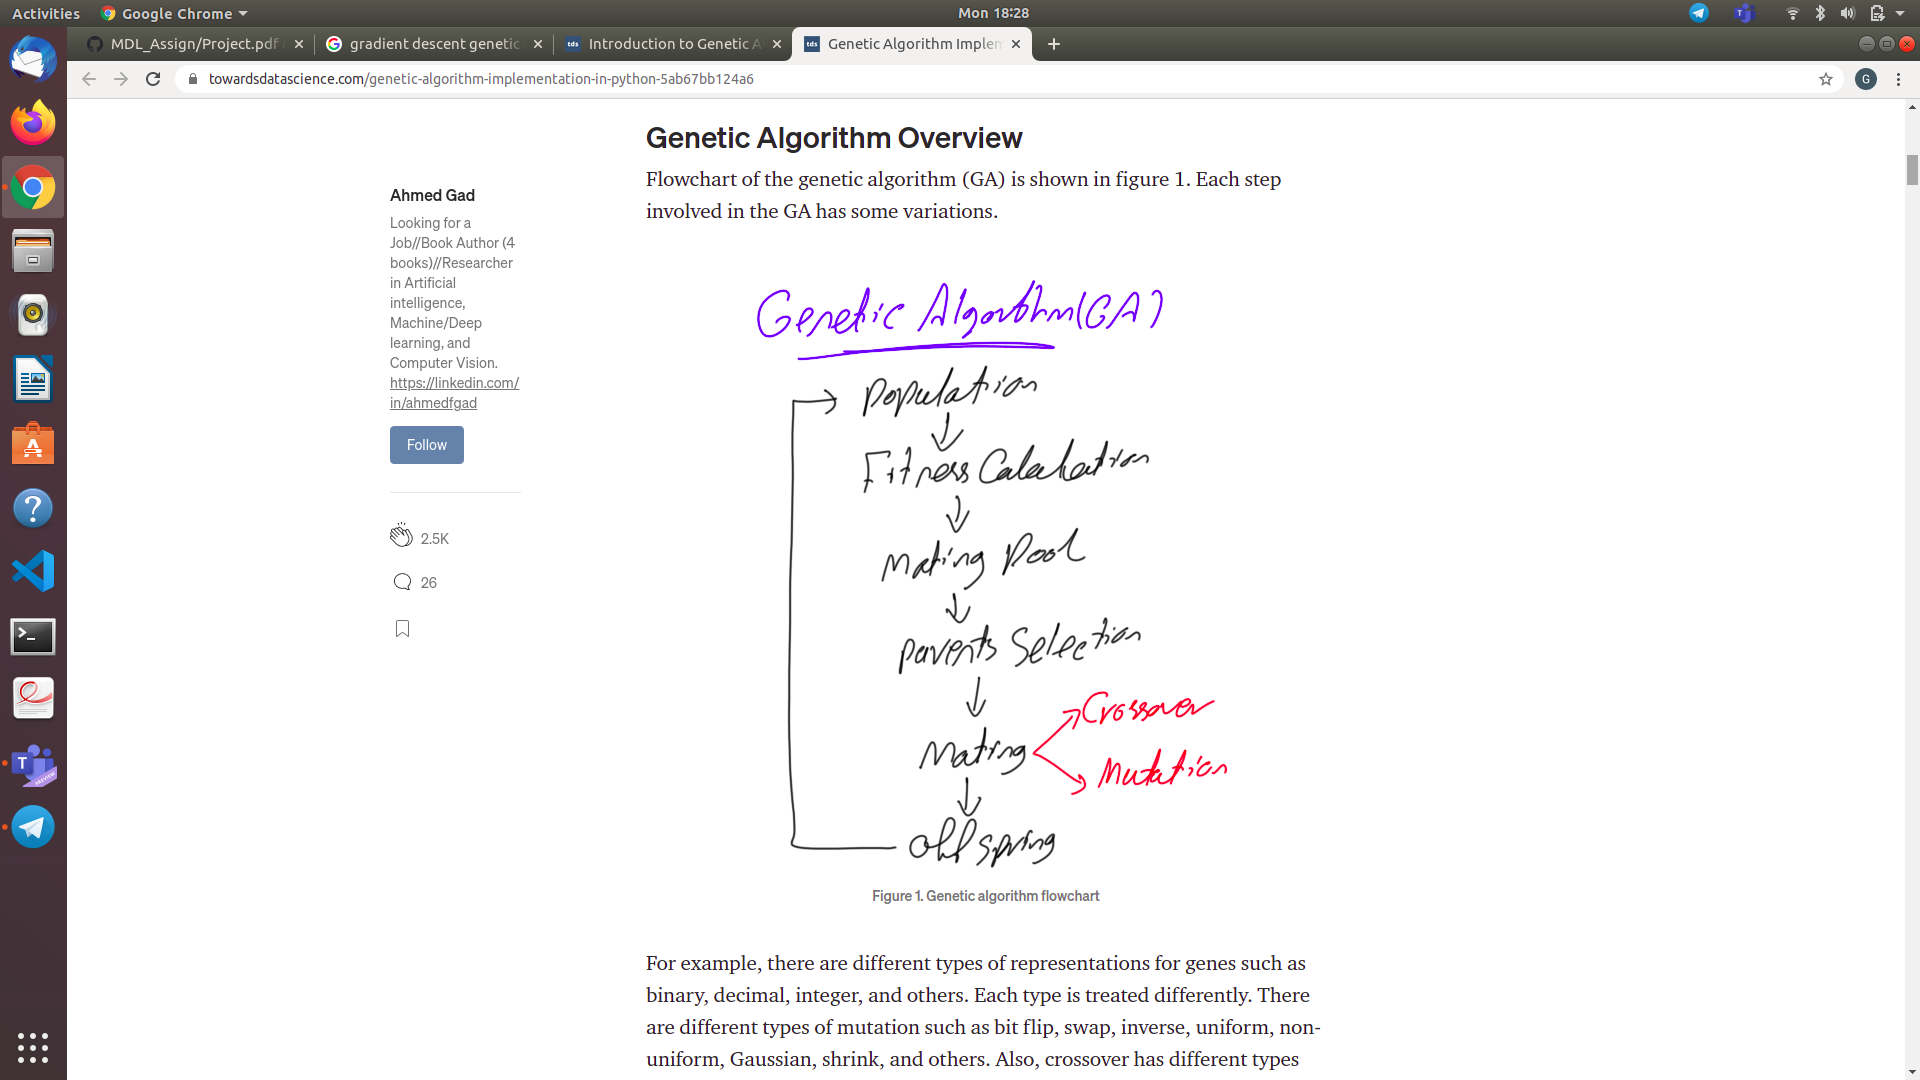 Activities
Google Chrome
Mon 18:28
MDL_Assign/Project.pdf
gradient descent genetic
Introduction to Genetic A
Genetic Algorithm Implem
towardsdatascience.com/genetic-algorithm-implementation-in-python-5ab67bb124a6
G
Genetic Algorithm Overview
Flowchart of the genetic algorithm (GA) is shown in figure 1. Each step
involved in the GA has some variations.
Ahmed Gad
Looking for a
Job//Book Author (4
books)//Researcher
in Artificial
intelligence,
Machine/Deep
learning, and
Computer Vision.
https://linkedin.com/
in/ahmedfgad
Follow
2.5K
26
Genetic Algorithm(GA)
Population
Fitness Calculation
Mating Pool
Parents Selection
Mating
Crossover
Mutation
Offspring
Figure 1. Genetic algorithm flowchart
For example, there are different types of representations for genes such as
binary, decimal, integer, and others. Each type is treated differently. There
are different types of mutation such as bit flip, swap, inverse, uniform, non-
uniform, Gaussian, shrink, and others. Also, crossover has different types